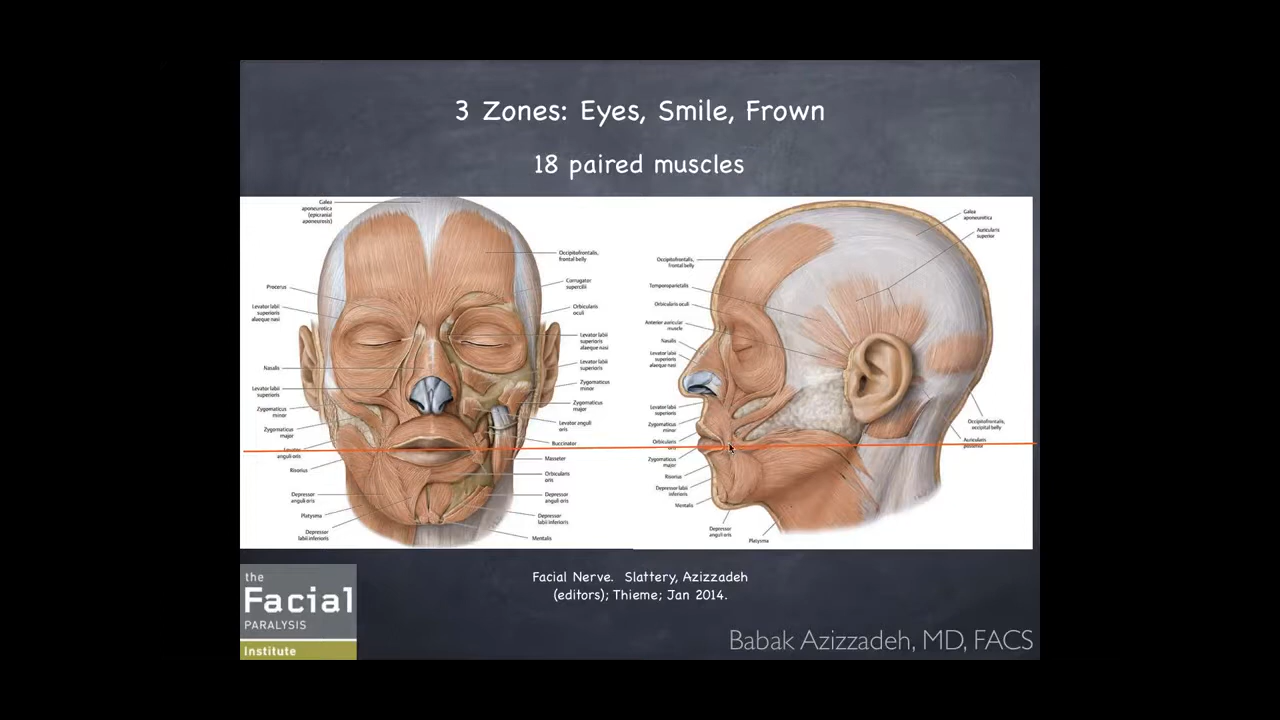 3 Zones: Eyes, Smile, Frown
18 paired muscles
Galea
aponeurotica
(epicranial
aponeurosis)
Procerus
Levator labii
superioris
alaeque nasi
Nasalis
Levator labii
superioris
Zygomaticus
minor
Zygomaticus
major
Levator
anguli oris
Risorius
Depressor
anguli oris
Platysma
Depressor
labii inferioris
Occipitofrontalis,
frontal belly
Corrugator
supercilii
Orbicularis
oculi
Levator labii
superioris
alaeque nasi
Levator labii
superioris
Zygomaticus
minor
Zygomaticus
major
Levator anguli
oris
Buccinator
Masseter
Orbicularis
oris
Depressor
anguli oris
Depressor
labii inferioris
Mentalis
Occipitofrontalis,
frontal belly
Temporoparietalis
Orbicularis oculi
Anterior auricular
muscle
Nasalis
Levator labii
superioris
alaeque nasi
Levator labii
superioris
Zygomaticus
minor
Orbicularis
oris
Zygomaticus
major
Risorius
Depressor labii
inferioris
Mentalis
Depressor
anguli oris
Platysma
Galea
aponeurotica
Auricularis
superior
Occipitofrontalis,
occipital belly
Auricularis
posterior
Facial Nerve. Slattery, Azizzadeh
(editors); Thieme; Jan 2014.
the
Facial
PARALYSIS
Institute
Babak Azizzadeh, MD, FACS